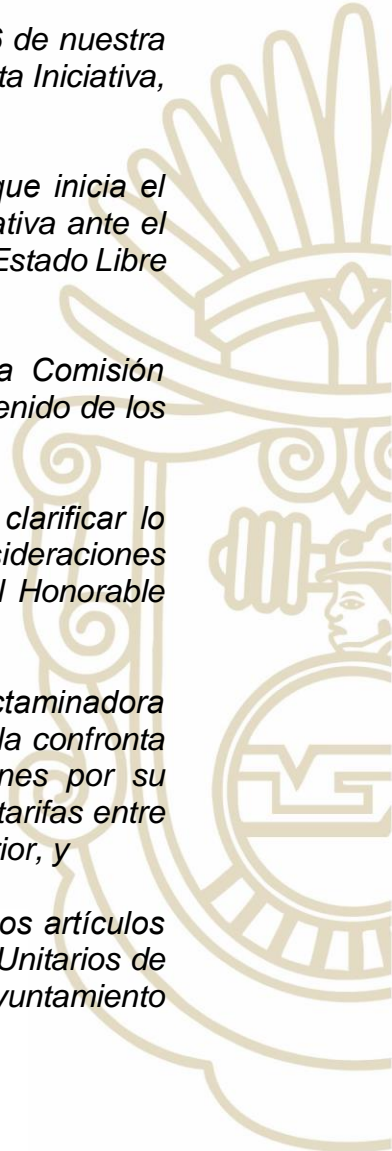 6 de nuestra
ta Iniciativa,
que inicia el
ativa ante el
Estado Libre
a Comisión
enido de los
clarificar lo
sideraciones
l Honorable
ctaminadora
la confronta
nes por su
tarifas entre
rior, y
os artículos
Unitarios de
yuntamiento